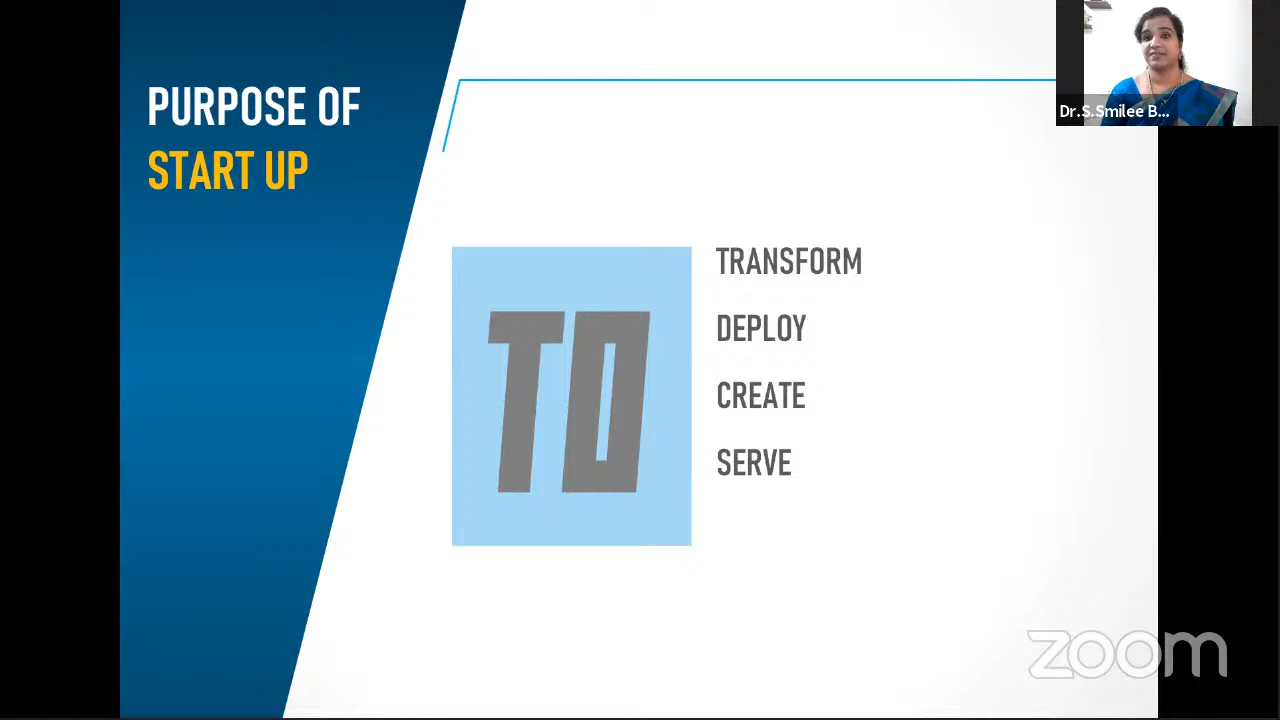 PURPOSE OF
START UP
Dr.S.Smilee B...
TO
TRANSFORM
DEPLOY
CREATE
SERVE
zoom